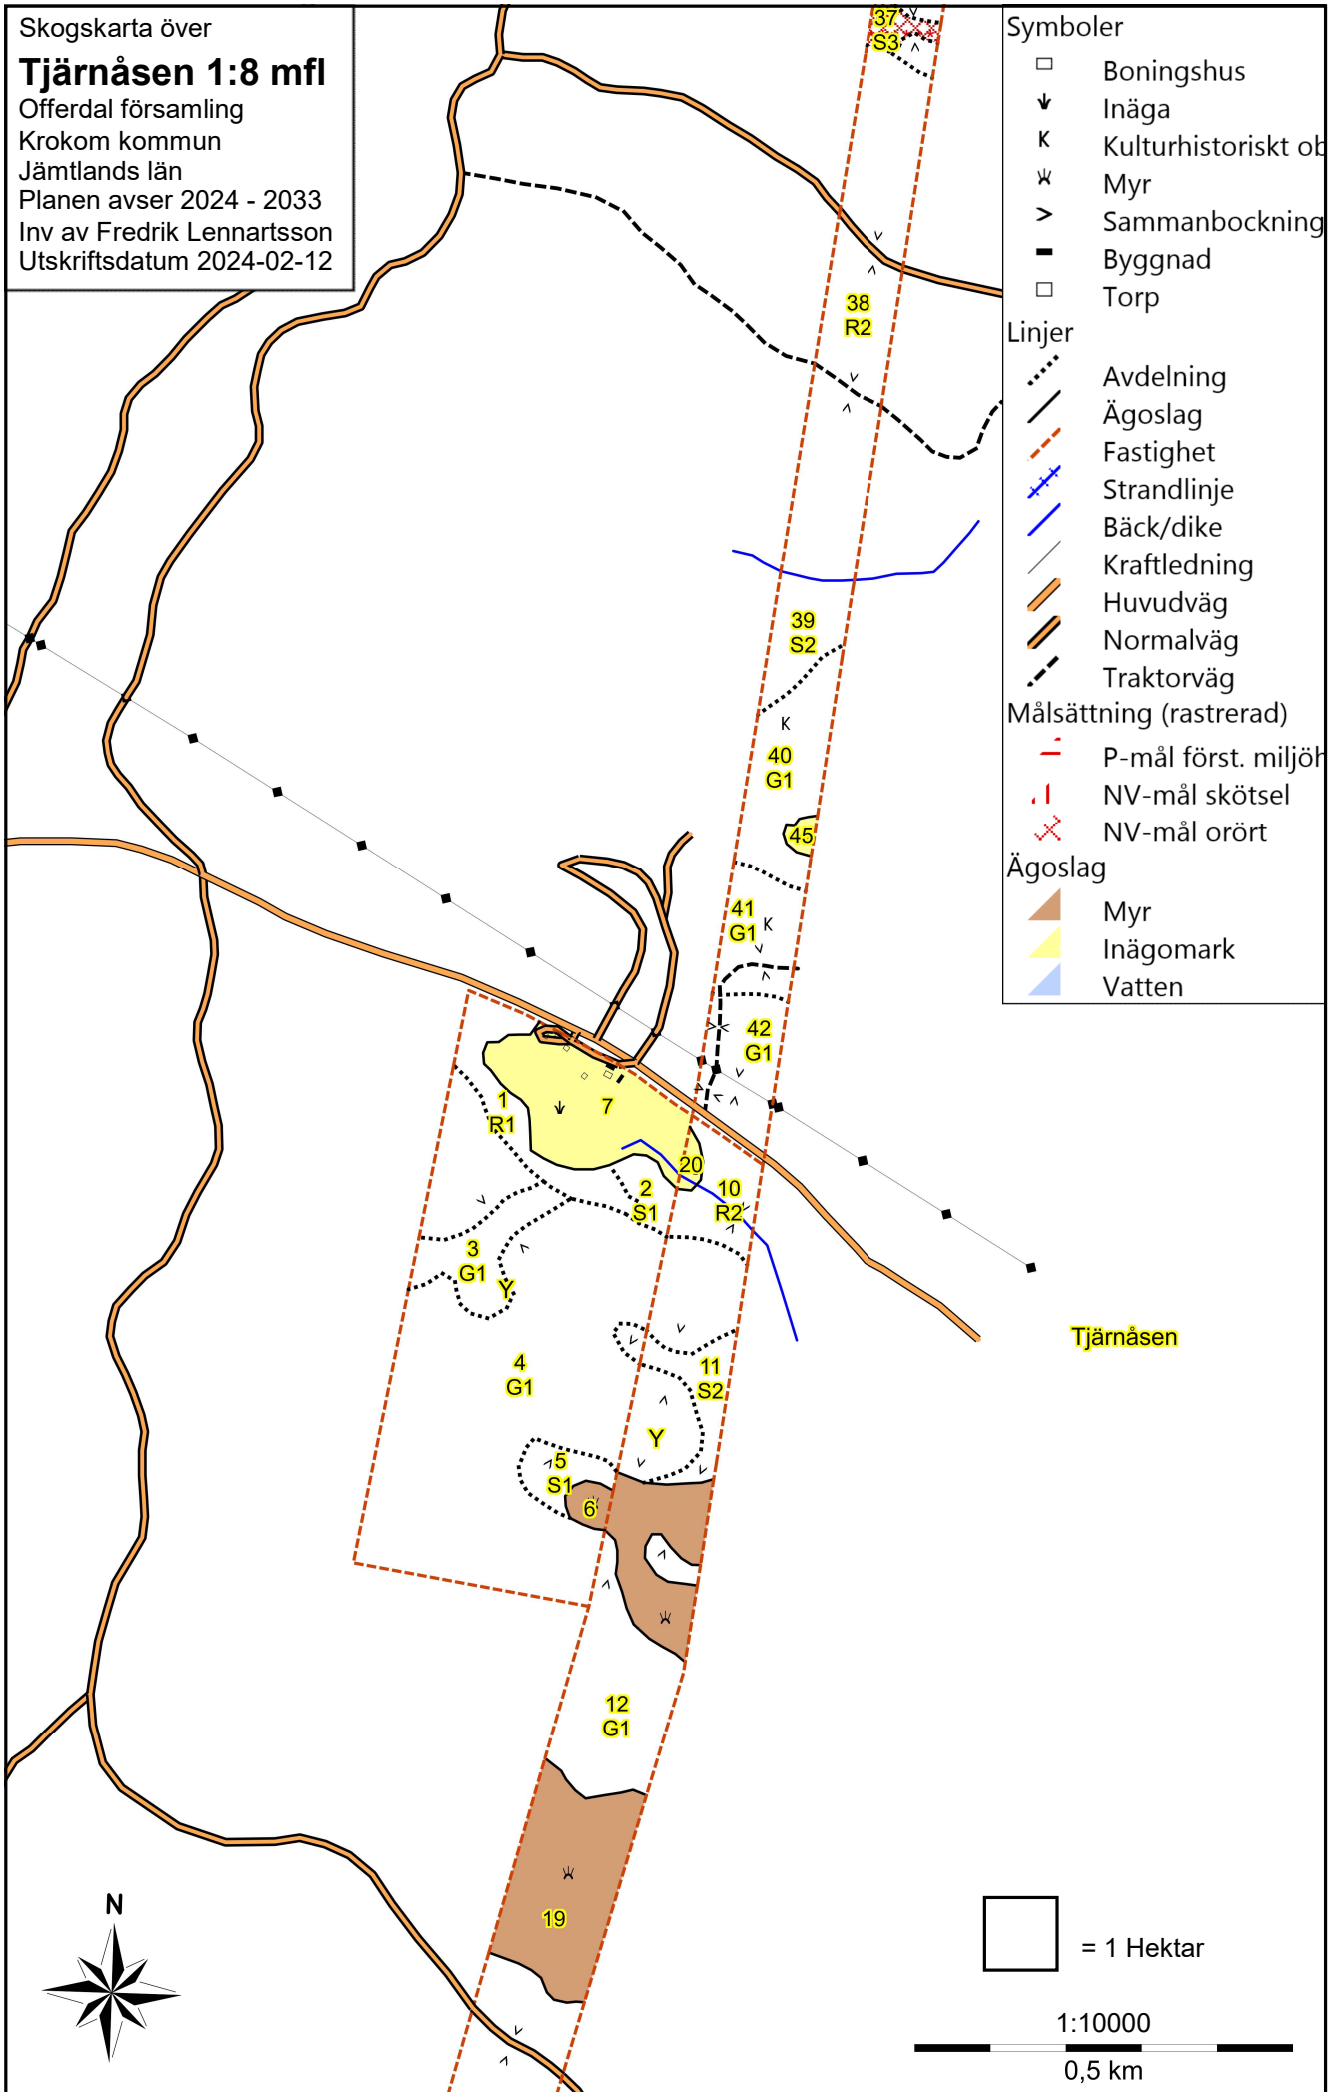 Skogskarta över
Tjärnåsen 1:8 mfl
Offerdal församling
Krokom kommun
Jämtlands län
Planen avser 2024 - 2033
Inv av Fredrik Lennartsson
Utskriftsdatum 2024-02-12
Symboler
Boningshus
Inäga
Kulturhistoriskt ob
Myr
Sammanbockning
Byggnad
Torp
Linjer
Avdelning
Ägoslag
Fastighet
Strandlinje
Bäck/dike
Kraftledning
Huvudväg
Normalväg
Traktorväg
Målsättning (rastrerad)
P-mål först. miljöh
NV-mål skötsel
NV-mål orört
Ägoslag
Myr
Inägomark
Vatten
37
S3
38
R2
39
S2
K
40
G1
45
41
G1
K
42
G1
1
R1
7
20
2
S1
10
R2
3
G1
Y
4
G1
11
S2
Y
5
S1
6
12
G1
19
Tjärnåsen
N
= 1 Hektar
1:10000
0,5 km